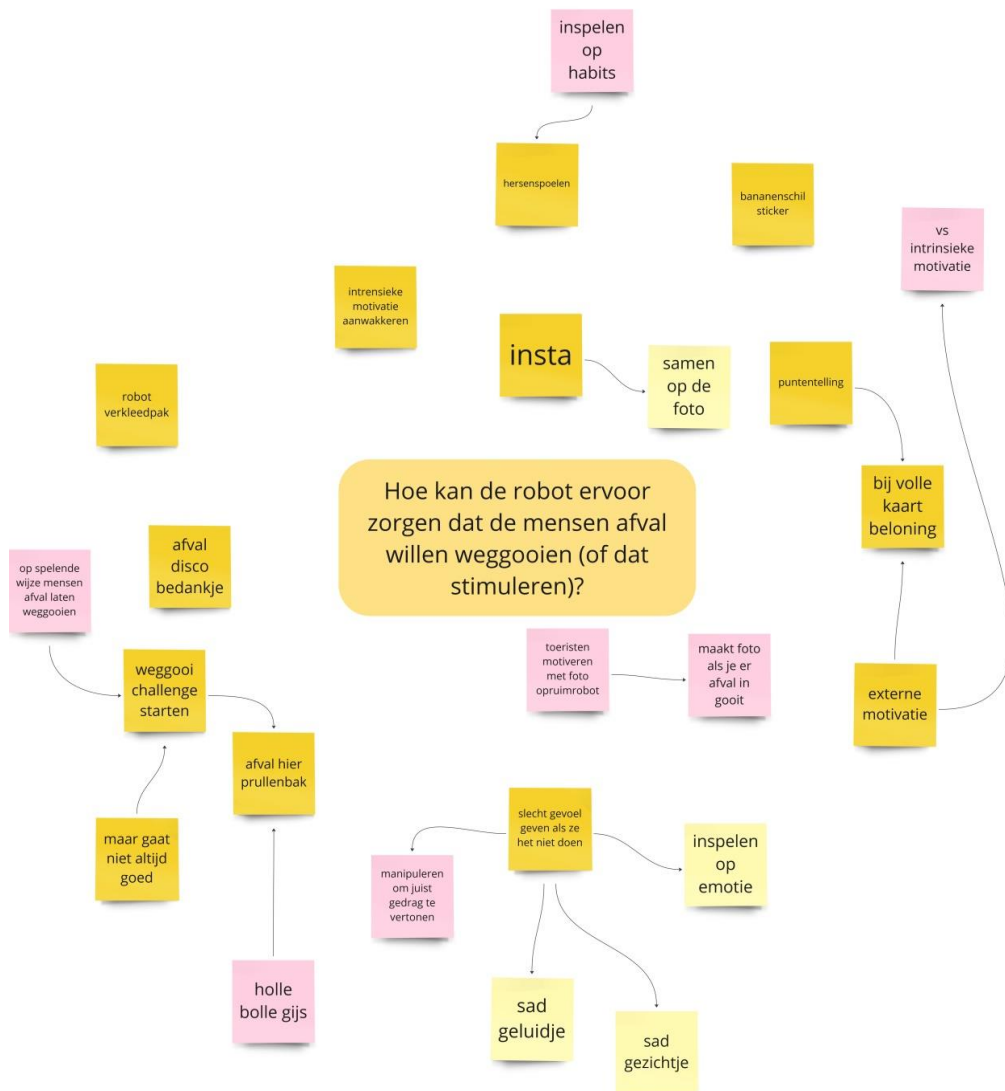 inspelen
op
habits
hersenspoelen
bananenschil
sticker
vs
intrinsieke
motivatie
intrensieke
motivatie
aanwakkeren
insta
samen
op de
foto
puntentelling
robot
verkleedpak
bij volle
kaart
beloning
Hoe kan de robot ervoor
zorgen dat de mensen afval
willen weggooien (of dat
stimuleren)?
afval
disco
bedankje
op spelende
wijze mensen
afval laten
weggooien
weggooi
challenge
starten
toeristen
motiveren
met foto
opruimrobot
maakt foto
als je er
afval in
gooit
externe
motivatie
afval hier
prullenbak
maar gaat
niet altijd
goed
slecht gevoel
geven als ze
het niet doen
inspelen
op
emotie
manipuleren
om juist
gedrag te
vertonen
holle
bolle gijs
sad
geluidje
sad
gezichtje